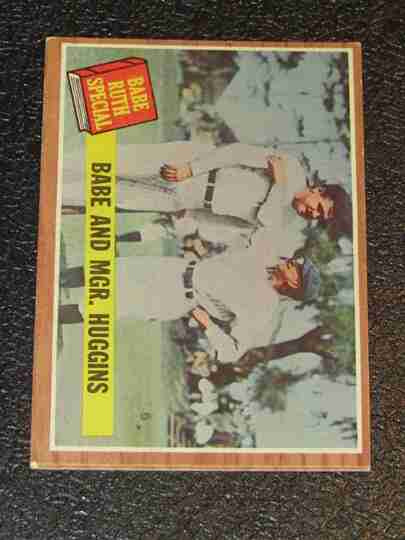 BABE
RUTH
SPECIAL
BABE AND MGR. HUGGINS